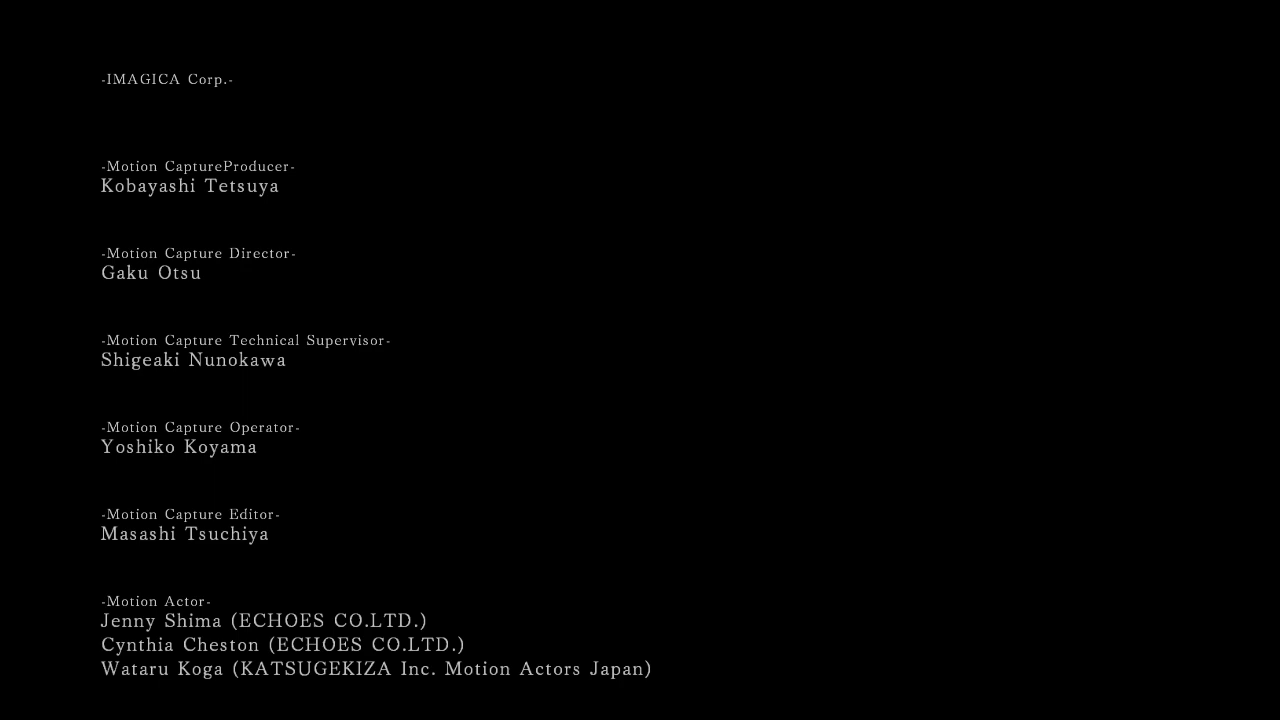 -IMAGICA Corp.-
-Motion CaptureProducer-
Kobayashi Tetsuya
-Motion Capture Director-
Gaku Otsu
-Motion Capture Technical Supervisor-
Shigeaki Nunokawa
-Motion Capture Operator-
Yoshiko Koyama
-Motion Capture Editor-
Masashi Tsuchiya
-Motion Actor-
Jenny Shima (ECHOES CO.LTD.)
Cynthia Cheston (ECHOES CO.LTD.)
Wataru Koga (KATSUGEKIZA Inc. Motion Actors Japan)